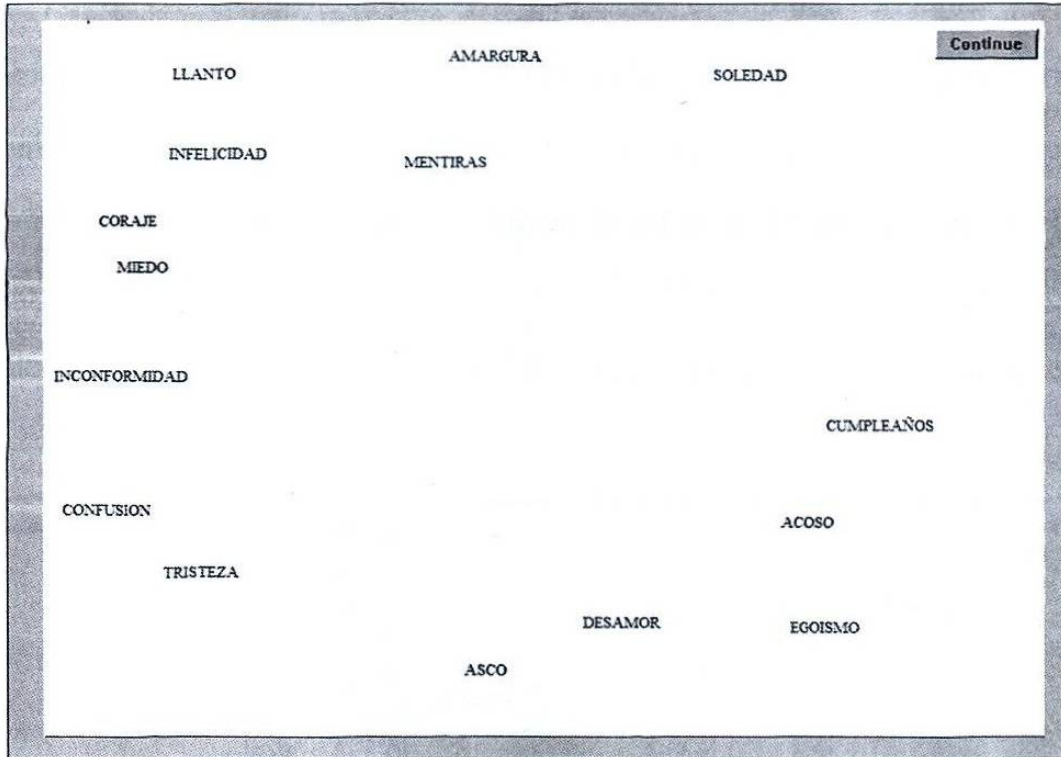 AMARGURA
Continue
LLANTO
SOLEDAD
INFELICIDAD
MENTIRAS
CORAJE
MIEDO
INCONFORMIDAD
CUMPLEAÑOS
CONFUSION
ACOSO
TRISTEZA
DESAMOR
EGOISMO
ASCO